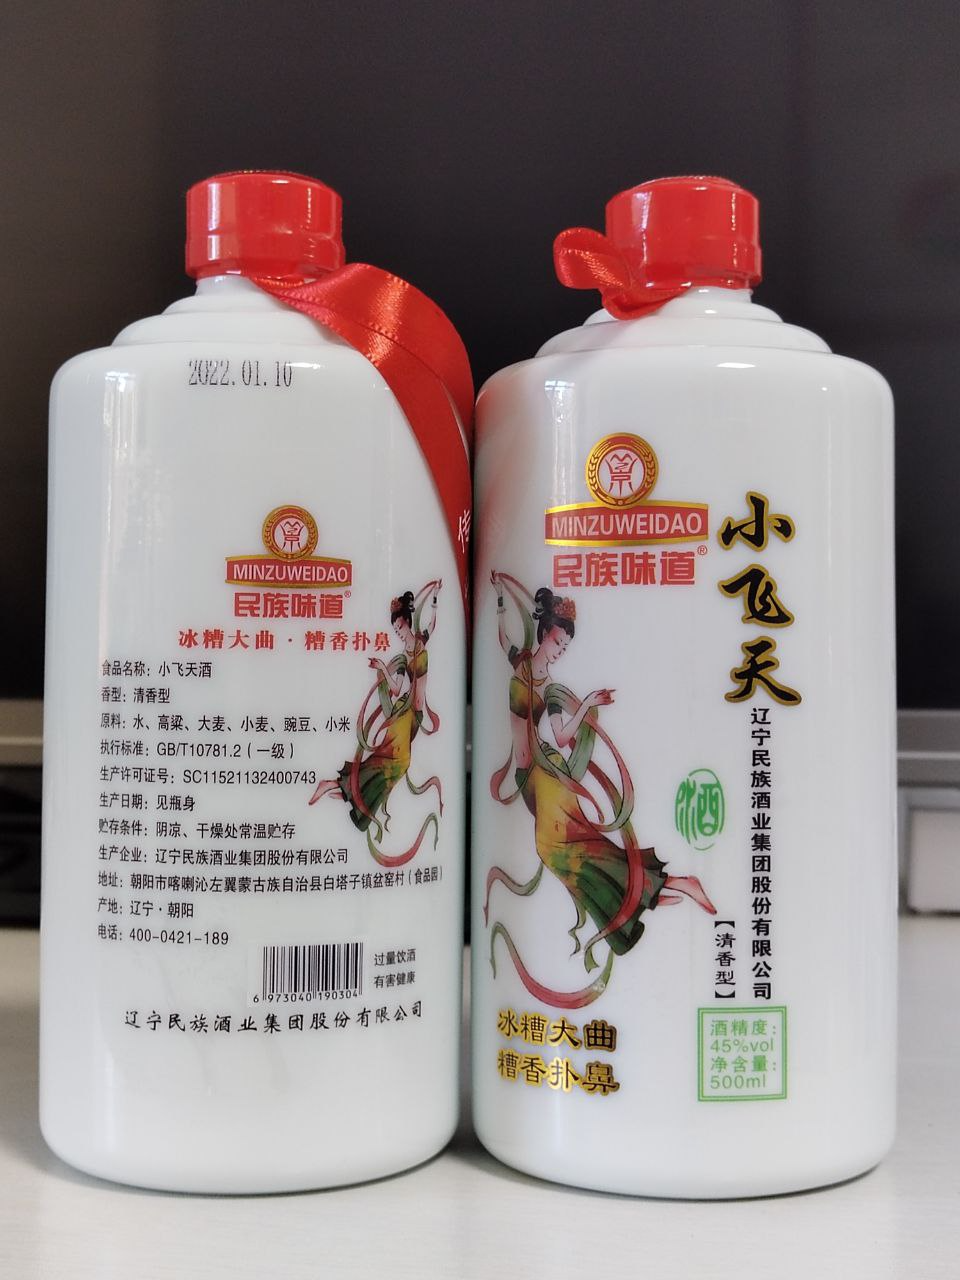 2022.01.10
MINZUWEIDAO
民族味道®
冰糟大曲·糟香扑鼻
食品名称：小飞天酒
香型：清香型
原料：水、高粱、大麦、小麦、豌豆、小米
执行标准：GB/T10781.2（一级）
生产许可证号：SC11521132400743
生产日期：见瓶身
贮存条件：阴凉、干燥处常温贮存
生产企业：辽宁民族酒业集团股份有限公司
地址：朝阳市喀喇沁左翼蒙古族自治县白塔子镇盆窑村（食品园）
产地：辽宁·朝阳
电话：400-0421-189
6 973040 190304
过量饮酒
有害健康
辽宁民族酒业集团股份有限公司
MINZUWEIDAO
民族味道®
小飞天
酒
辽宁民族酒业集团股份有限公司
【清香型】
冰糟大曲
糟香扑鼻
酒精度：
45%vol
净含量：
500ml